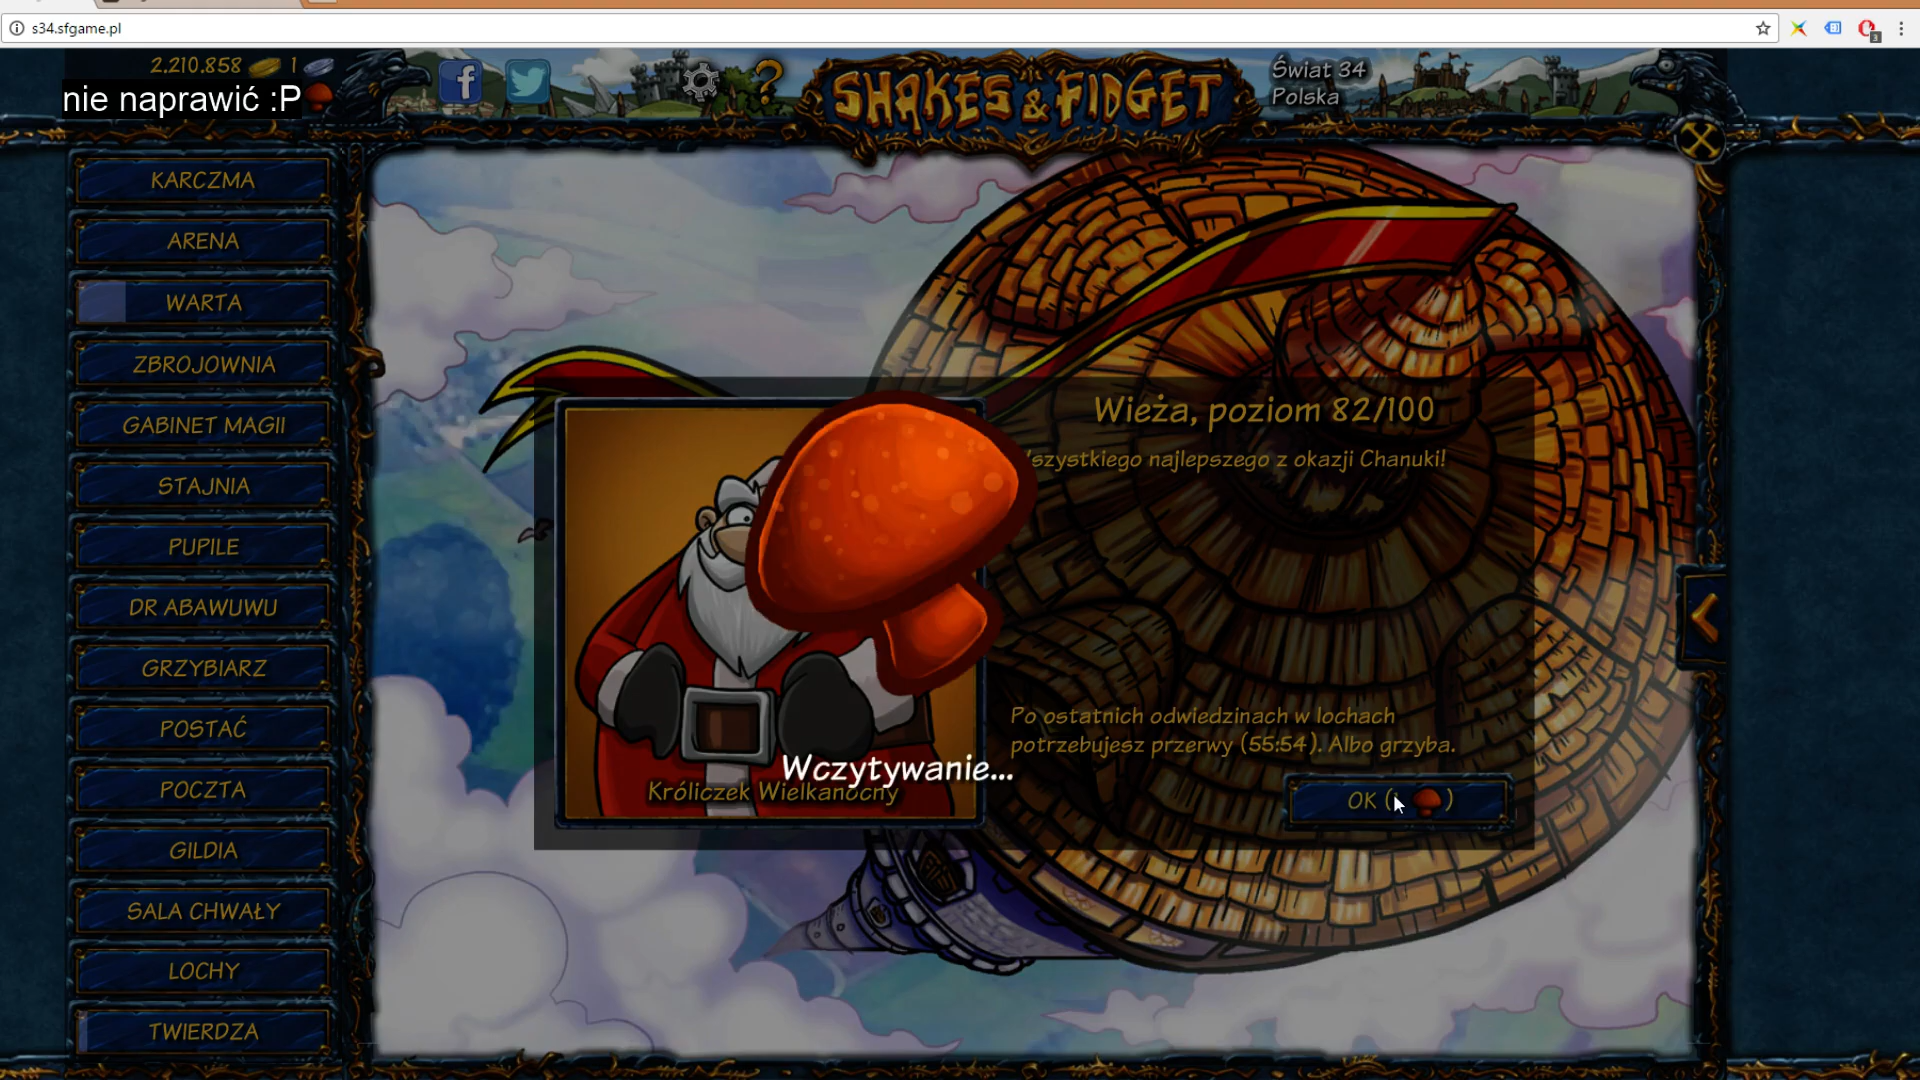 s34.sfgame.pl
2.210.858 1
nie naprawić :P
SHAKES & FIDGET
Świat 34
Polska
KARCZMA
ARENA
WARTA
ZBROJOWNIA
GABINET MAGII
STAJNIA
PUPILE
DR ABAWUWU
GRZYBIARZ
POSTAĆ
POCZTA
GILDIA
SALA CHWAŁY
LOCHY
TWIERDZA
Wieża, poziom 82/100
szystkiego najlepszego z okazji Chanuki!
Po ostatnich odwiedzinach w lochach
potrzebujesz przerwy (55:54). Albo grzyba.
Wczytywanie...
Króliczek Wielkanocny
OK ( )